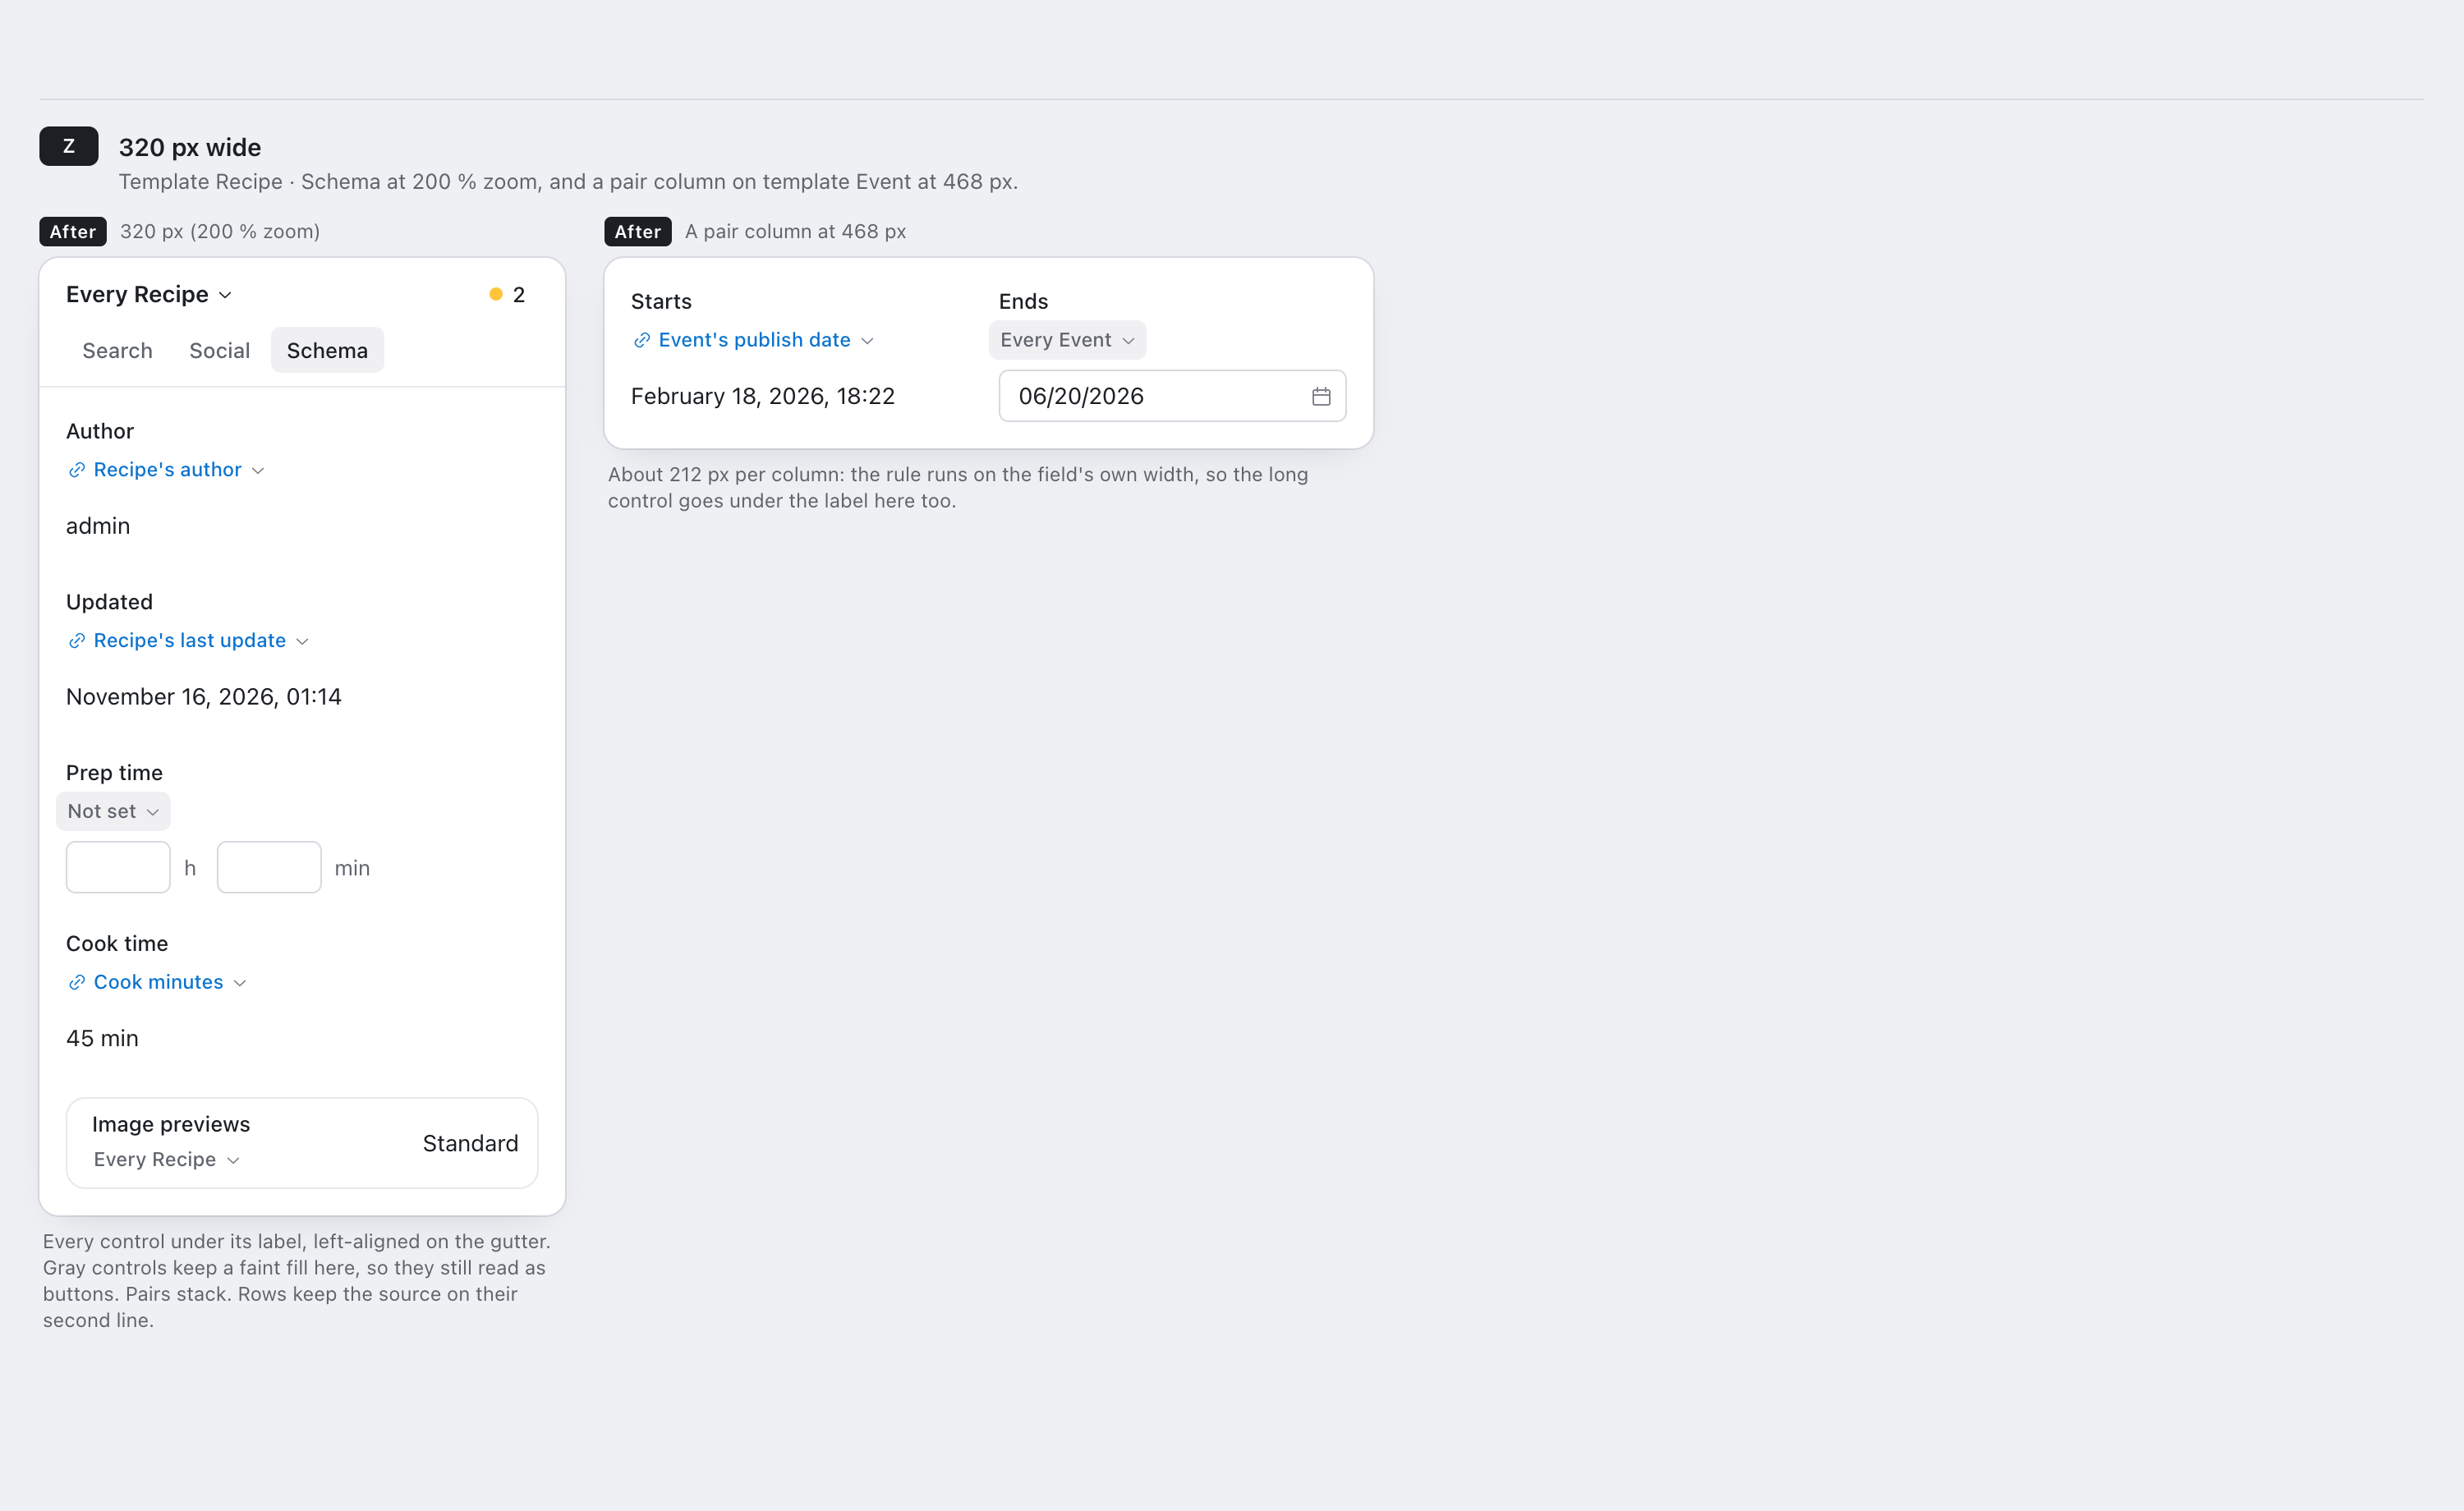 Z
320 px wide
Template Recipe · Schema at 200 % zoom, and a pair column on template Event at 468 px.
After 320 px (200 % zoom)
Every Recipe 2
Search Social Schema
Author
Recipe's author
admin
Updated
Recipe's last update
November 16, 2026, 01:14
Prep time
Not set
h min
Cook time
Cook minutes
45 min
Image previews
Every Recipe
Standard
Every control under its label, left-aligned on the gutter.
Gray controls keep a faint fill here, so they still read as
buttons. Pairs stack. Rows keep the source on their
second line.
After A pair column at 468 px
Starts
Event's publish date
February 18, 2026, 18:22
Ends
Every Event
06/20/2026
About 212 px per column: the rule runs on the field's own width, so the long
control goes under the label here too.